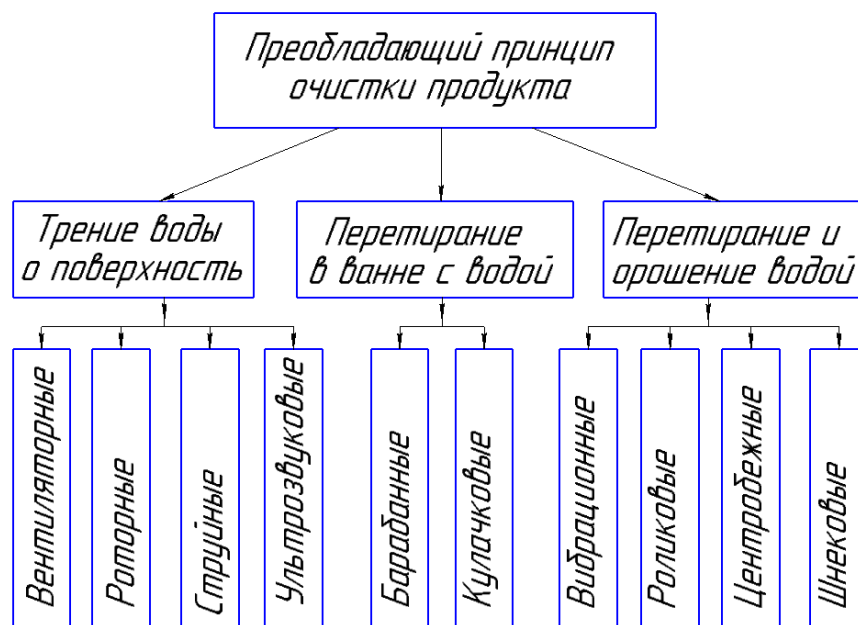 Преобладающий принцип
очистки продукта
Трение воды
о поверхность
Перетирание
в ванне с водой
Перетирание и
орошение водой
Вентиляторные
Роторные
Струйные
Ультрозвуковые
Барабанные
Кулачковые
Вибрационные
Роликовые
Центробежные
Шнековые